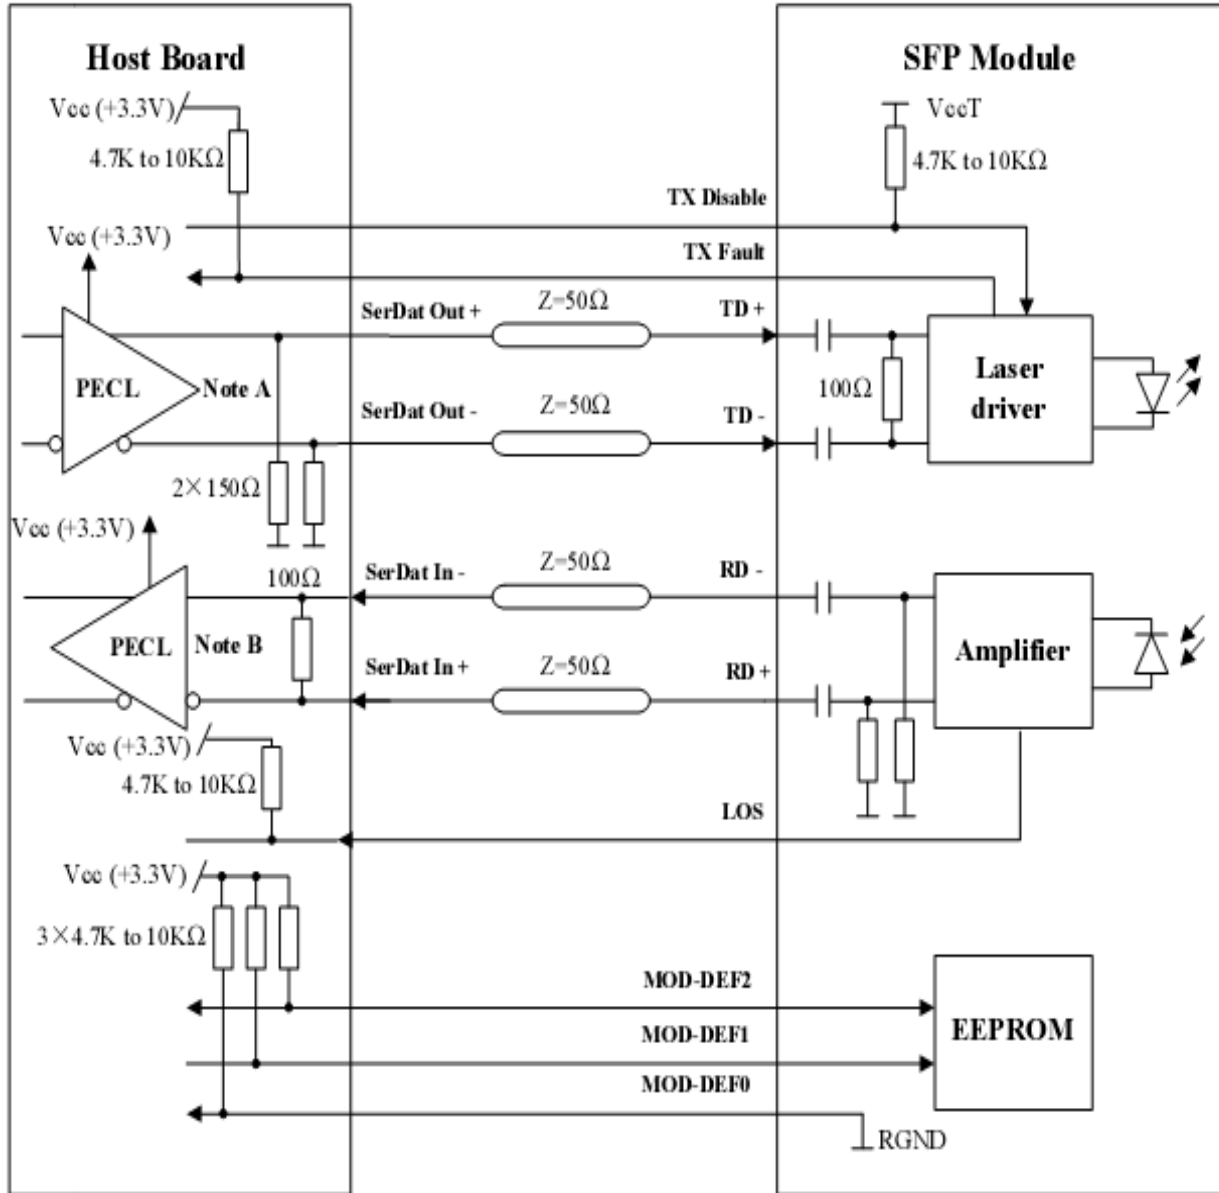 Host Board
SFP Module
Vcc (+3.3V)
4.7K to 10KΩ
VccT
4.7K to 10KΩ
TX Disable
Vcc (+3.3V)
TX Fault
SerDat Out +
Z=50Ω
TD +
PECL
Note A
SerDat Out -
Z=50Ω
TD -
100Ω
Laser
driver
2×150Ω
Vcc (+3.3V)
100Ω
SerDat In -
Z=50Ω
RD -
PECL
Note B
SerDat In +
Z=50Ω
RD +
Amplifier
Vcc (+3.3V)
4.7K to 10KΩ
LOS
Vcc (+3.3V)
3×4.7K to 10KΩ
MOD-DEF2
MOD-DEF1
MOD-DEF0
EEPROM
RGND